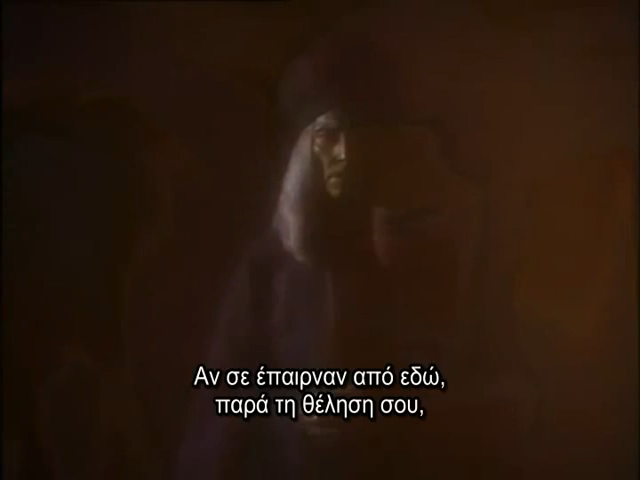 Αν σε έπαιρναν από εδώ,
παρά τη θέληση σου,